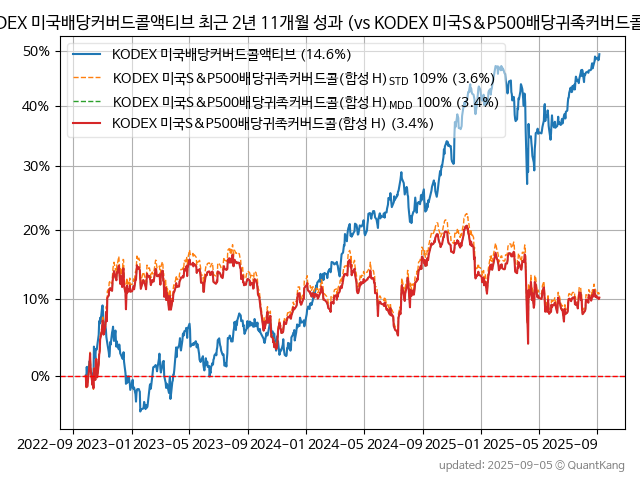 DEX 미국배당커버드콜액티브 최근 2년 11개월 성과 (vs KODEX 미국S&P500배당귀족커버드콜
KODEX 미국배당커버드콜액티브 (14.6%)
KODEX 미국S&P500배당귀족커버드콜(합성 H) STD 109% (3.6%)
KODEX 미국S&P500배당귀족커버드콜(합성 H) MDD 100% (3.4%)
KODEX 미국S&P500배당귀족커버드콜(합성 H) (3.4%)
50%
40%
30%
20%
10%
0%
2022-09 2023-01 2023-05 2023-09 2024-01 2024-05 2024-09 2025-01 2025-05 2025-09
updated: 2025-09-05 © QuantKang